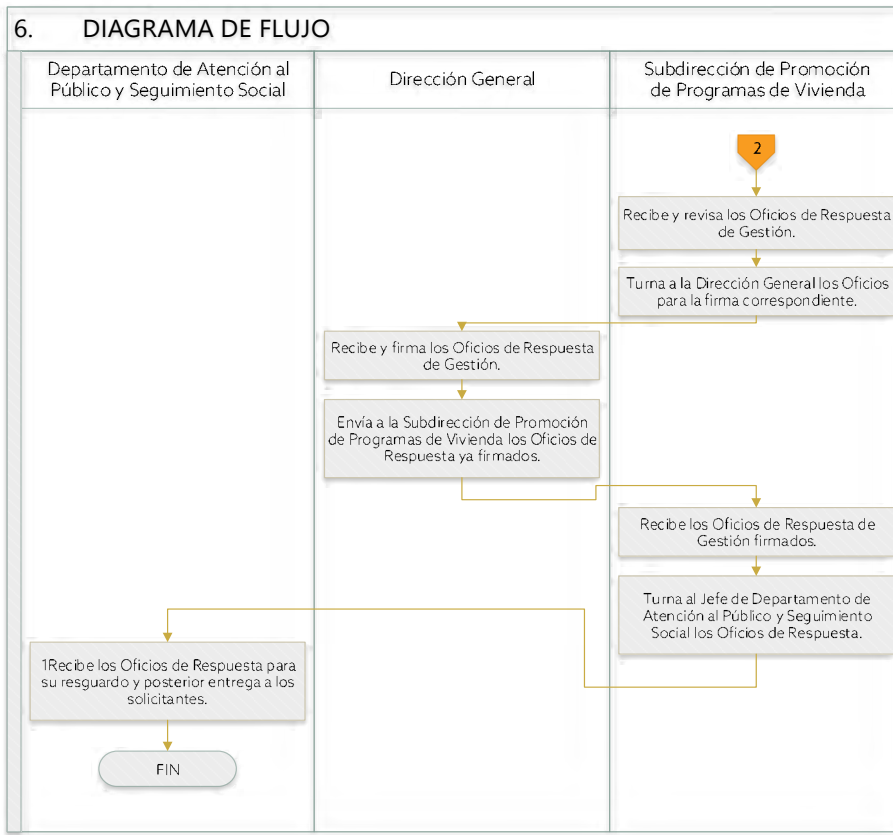 6. DIAGRAMA DE FLUJO
Departamento de Atención al
Público y Seguimiento Social
Dirección General
Subdirección de Promoción
de Programas de Vivienda
2
Recibe y revisa los Oficios de Respuesta
de Gestión.
Turna a la Dirección General los Oficios
para la firma correspondiente.
Recibe y firma los Oficios de Respuesta
de Gestión.
Envía a la Subdirección de Promoción
de Programas de Vivienda los Oficios de
Respuesta ya firmados.
Recibe los Oficios de Respuesta de
Gestión firmados.
Turna al Jefe de Departamento de
Atención al Público y Seguimiento
Social los Oficios de Respuesta.
1Recibe los Oficios de Respuesta para
su resguardo y posterior entrega a los
solicitantes.
FIN